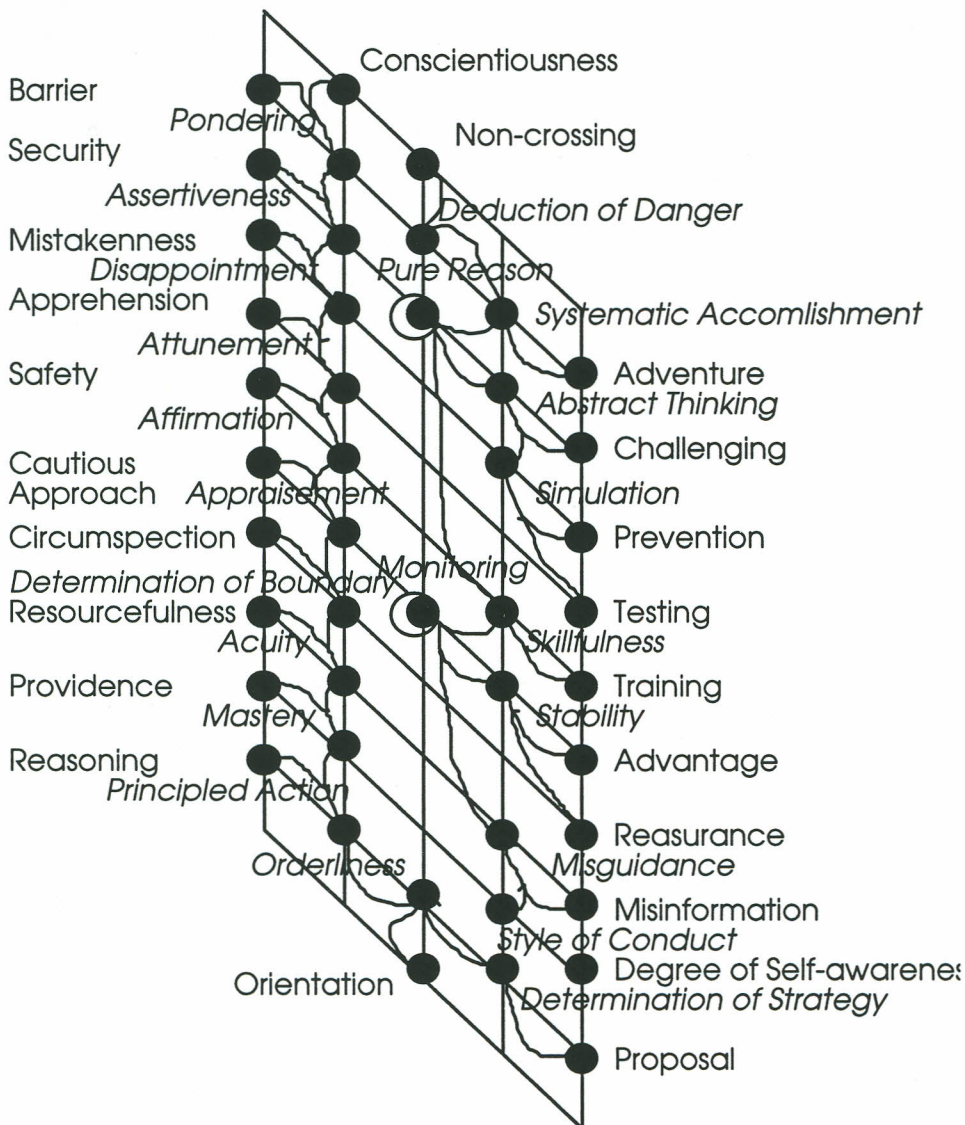 Conscientiousness
Barrier
Pondering
Non-crossing
Security
Assertiveness
Deduction of Danger
Mistakenness
Disappointment
Pure Reason
Apprehension
Systematic Accomlishment
Attunement
Safety
Adventure
Abstract Thinking
Affirmation
Challenging
Cautious
Approach
Appraisement
Simulation
Circumspection
Prevention
Monitoring
Determination of Boundary
Resourcefulness
Testing
Acuity
Skillfulness
Providence
Training
Mastery
Stability
Reasoning
Advantage
Principled Action
Reasurance
Orderliness
Misguidance
Misinformation
Style of Conduct
Degree of Self-awarenes
Orientation
Determination of Strategy
Proposal